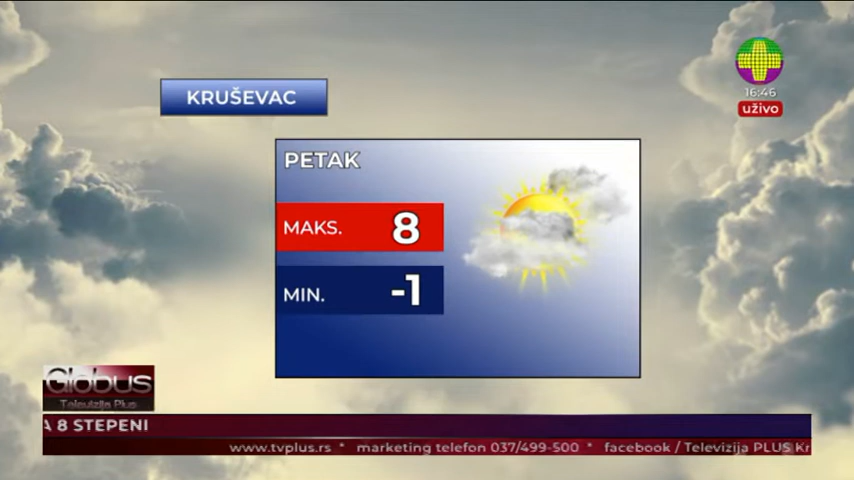 16:46
uživo
KRUŠEVAC
PETAK
MAKS. 8
MIN. -1
Globus
Televizija Plus
A 8 STEPENI
www.tvplus.rs * marketing telefon 037/499-500 * facebook / Televizija PLUS Kr